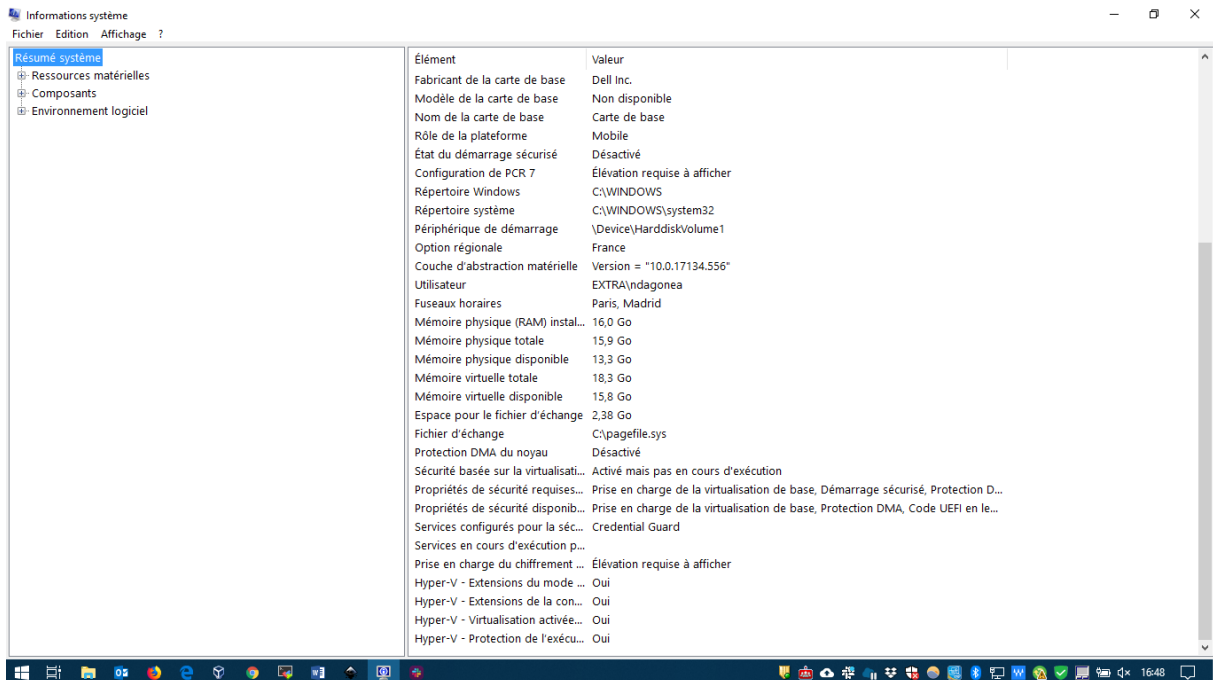 Informations système
Fichier Edition Affichage ?
Résumé système
Ressources matérielles
Composants
Environnement logiciel
Élément Valeur
Fabricant de la carte de base Dell Inc.
Modèle de la carte de base Non disponible
Nom de la carte de base Carte de base
Rôle de la plateforme Mobile
État du démarrage sécurisé Désactivé
Configuration de PCR 7 Élévation requise à afficher
Répertoire Windows C:\WINDOWS
Répertoire système C:\WINDOWS\system32
Périphérique de démarrage \Device\HarddiskVolume1
Option régionale France
Couche d'abstraction matérielle Version = "10.0.17134.556"
Utilisateur EXTRA\ndagonea
Fuseaux horaires Paris, Madrid
Mémoire physique (RAM) instal... 16,0 Go
Mémoire physique totale 15,9 Go
Mémoire physique disponible 13,3 Go
Mémoire virtuelle totale 18,3 Go
Mémoire virtuelle disponible 15,8 Go
Espace pour le fichier d'échange 2,38 Go
Fichier d'échange C:\pagefile.sys
Protection DMA du noyau Désactivé
Sécurité basée sur la virtualisati... Activé mais pas en cours d'exécution
Propriétés de sécurité requises... Prise en charge de la virtualisation de base, Démarrage sécurisé, Protection D...
Propriétés de sécurité disponib... Prise en charge de la virtualisation de base, Protection DMA, Code UEFI en le...
Services configurés pour la séc... Credential Guard
Services en cours d'exécution p...
Prise en charge du chiffrement ... Élévation requise à afficher
Hyper-V - Extensions du mode ... Oui
Hyper-V - Extensions de la con... Oui
Hyper-V - Virtualisation activée... Oui
Hyper-V - Protection de l'exécu... Oui
16:48